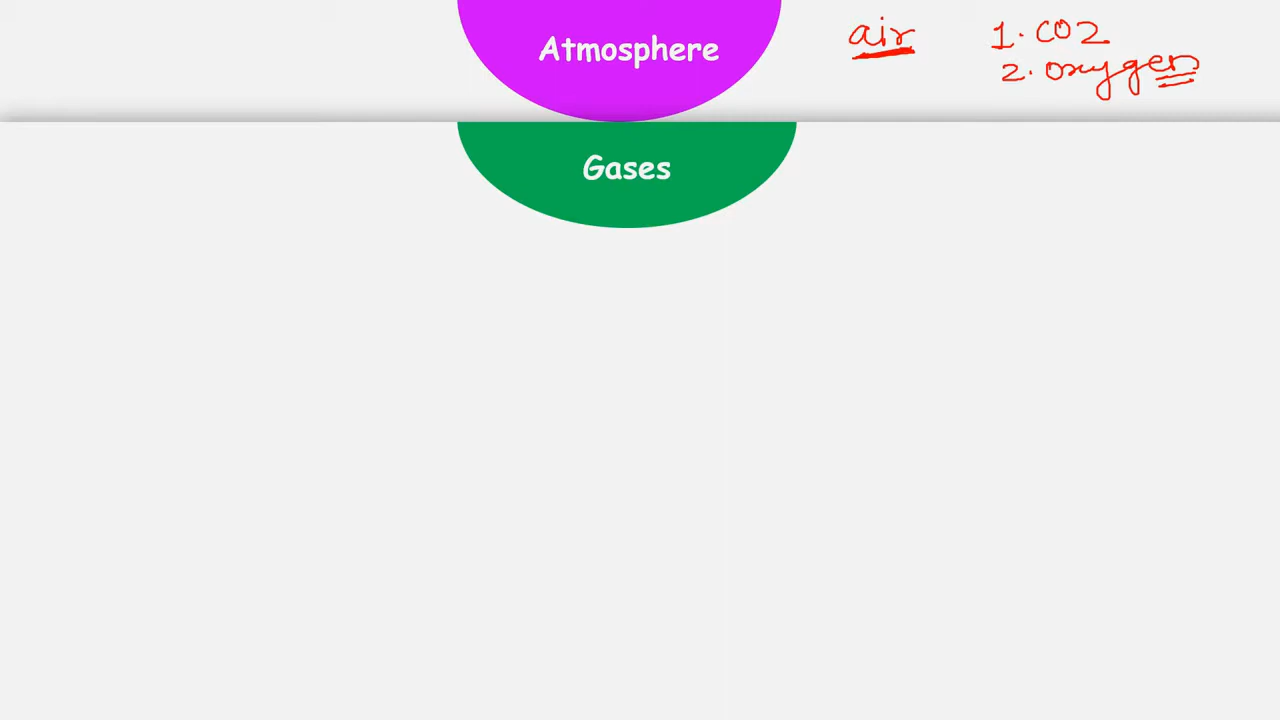 Atmosphere
air
1. CO2
2. oxygen
Gases